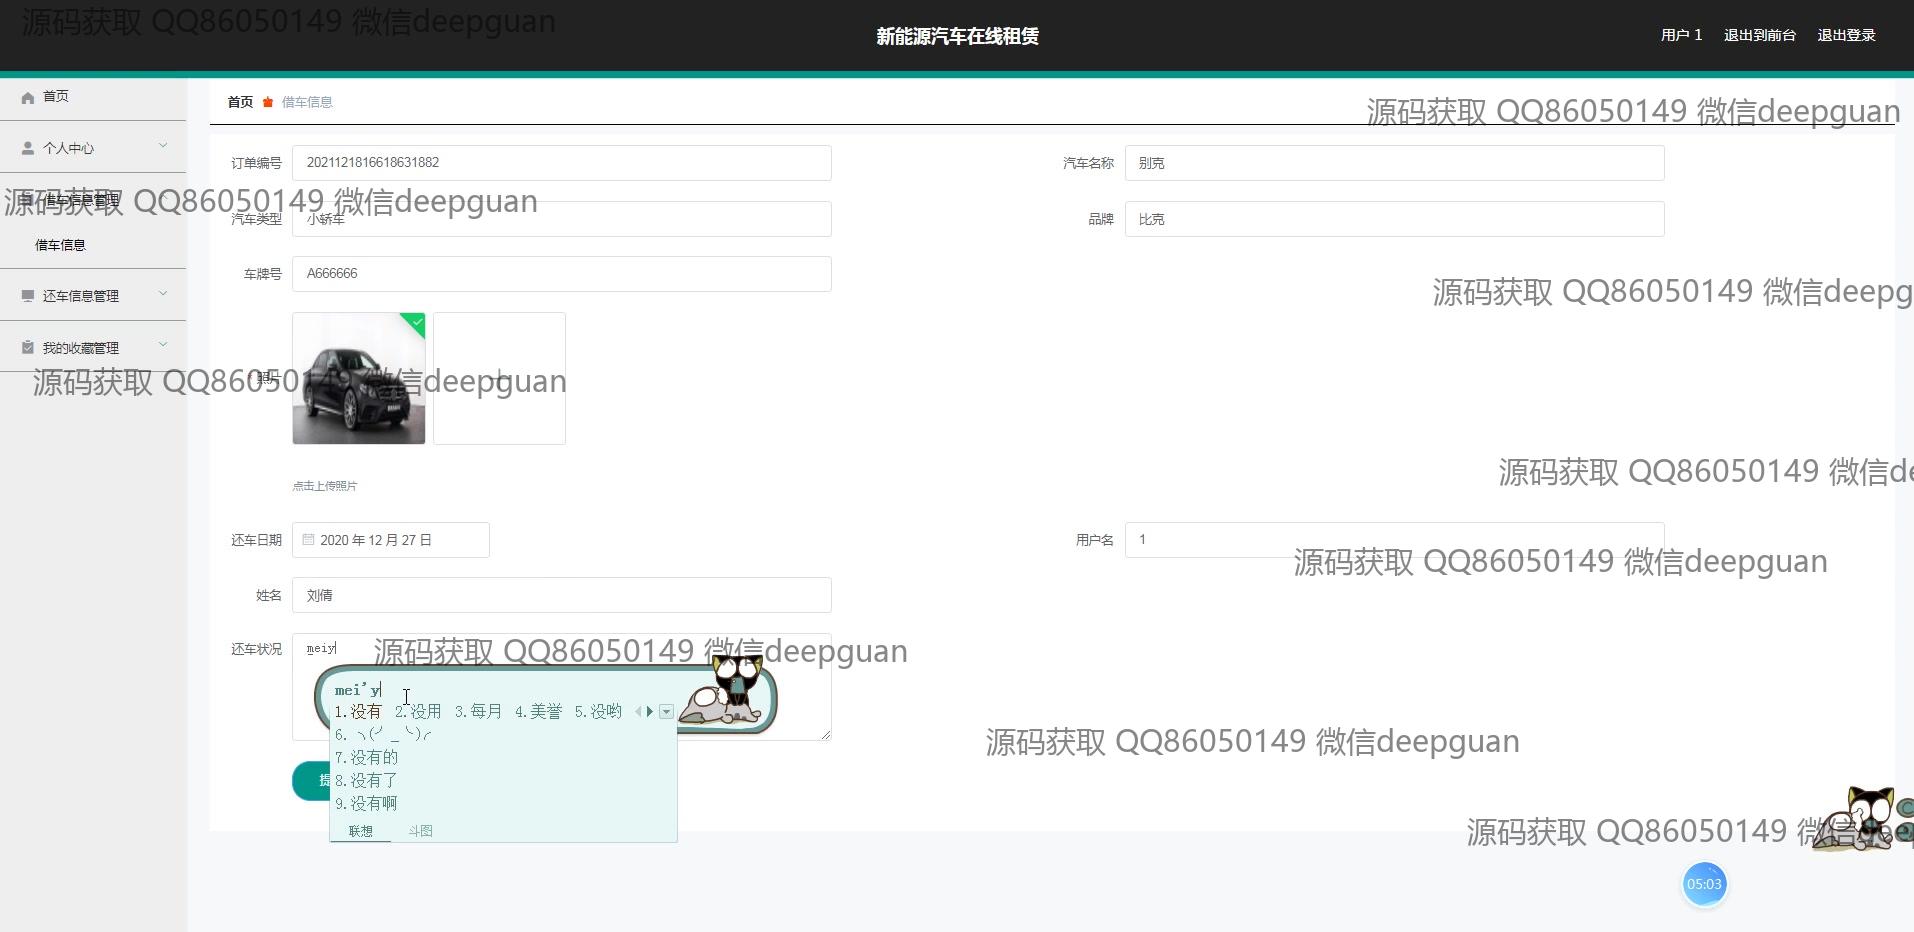 源码获取 QQ86050149 微信deepguan
新能源汽车在线租赁
用户 1 退出到前台 退出登录
首页
首页 借车信息
源码获取 QQ86050149 微信deepguan
个人中心
订单编号 2021121816618631882
汽车名称 别克
借车信息管理
源码获取 QQ86050149 微信deepguan
汽车类型 小轿车
品牌 比克
借车信息
车牌号 A666666
还车信息管理
源码获取 QQ86050149 微信deepg
我的收藏管理
源码获取 QQ86050149 微信deepguan
照片
源码获取 QQ86050149 微信de
点击上传照片
还车日期 2020 年 12 月 27 日
用户名 1
源码获取 QQ86050149 微信deepguan
姓名 刘倩
还车状况 meiy
源码获取 QQ86050149 微信deepguan
mei'y
1.没有 2.没用 3.每月 4.美誉 5.没哟
6. ヽ(╯_╰)╭
7.没有的
8.没有了
9.没有啊
联想 斗图
提
源码获取 QQ86050149 微信deepguan
源码获取 QQ86050149 微信deep
05:03